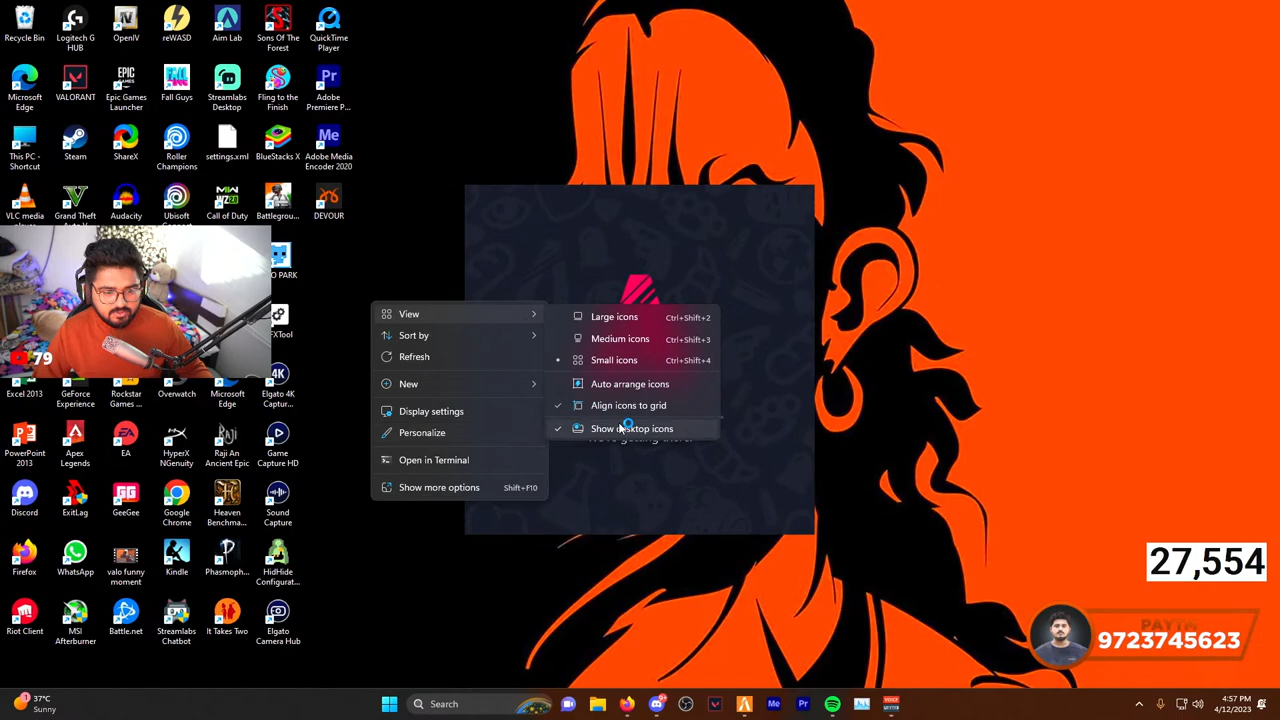 Recycle Bin
Logitech G HUB
OpenIV
reWASD
Aim Lab
Sons Of The Forest
QuickTime Player
Microsoft Edge
VALORANT
Epic Games Launcher
Fall Guys
Streamlabs Desktop
Fling to the Finish
Adobe Premiere P...
This PC - Shortcut
Steam
ShareX
Roller Champions
settings.xml
BlueStacks X
Adobe Media Encoder 2020
VLC media
Grand Theft
Audacity
Ubisoft
Call of Duty
Battlegrou...
DEVOUR
O PARK
FXTool
79
Excel 2013
GeForce Experience
Rockstar Games ...
Overwatch
Microsoft Edge
Elgato 4K Captur...
PowerPoint 2013
Apex Legends
EA
HyperX NGenuity
Raji An Ancient Epic
Game Capture HD
Discord
ExitLag
GeeGee
Google Chrome
Heaven Benchma...
Sound Capture
Firefox
WhatsApp
valo funny moment
Kindle
Phasmoph...
HidHide Configurat...
Riot Client
MSI Afterburner
Battle.net
Streamlabs Chatbot
It Takes Two
Elgato Camera Hub
View
Sort by
Refresh
New
Display settings
Personalize
Open in Terminal
Show more options Shift+F10
Large icons Ctrl+Shift+2
Medium icons Ctrl+Shift+3
Small icons Ctrl+Shift+4
Auto arrange icons
Align icons to grid
Show desktop icons
27,554
PAYTM
9723745623
37°C
Sunny
Search
4:57 PM
4/12/2023